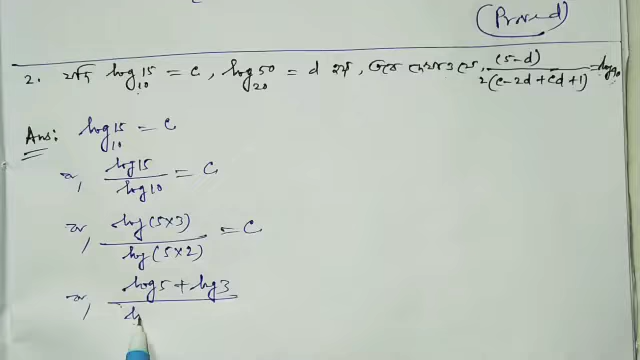 (Proved)
2. যদি log₁₀15 = c, log₂₀50 = d হয়, তবে দেখাও যে, (5-d)/2(c-2d+cd+1) = log₉40
Ans: log₁₀15 = c
বা, log15/log10 = c
বা, log(5×3)/log(5×2) = c
বা, log5 + log3